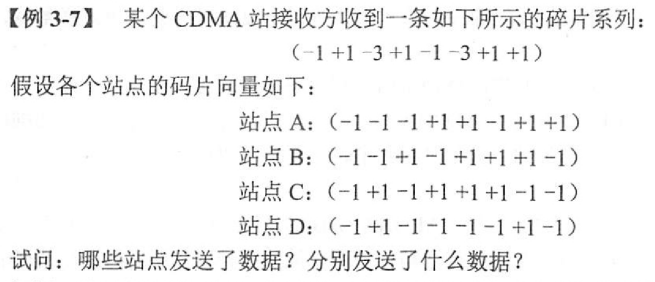 【例 3-7】 某个 CDMA 站接收方收到一条如下所示的碎片系列：
（-1 +1 -3 +1 -1 -3 +1 +1）
假设各个站点的码片向量如下：
站点 A：（-1 -1 -1 +1 +1 -1 +1 +1）
站点 B：（-1 -1 +1 -1 +1 +1 +1 -1）
站点 C：（-1 +1 -1 +1 +1 +1 -1 -1）
站点 D：（-1 +1 -1 -1 -1 -1 +1 -1）
试问：哪些站点发送了数据？分别发送了什么数据？